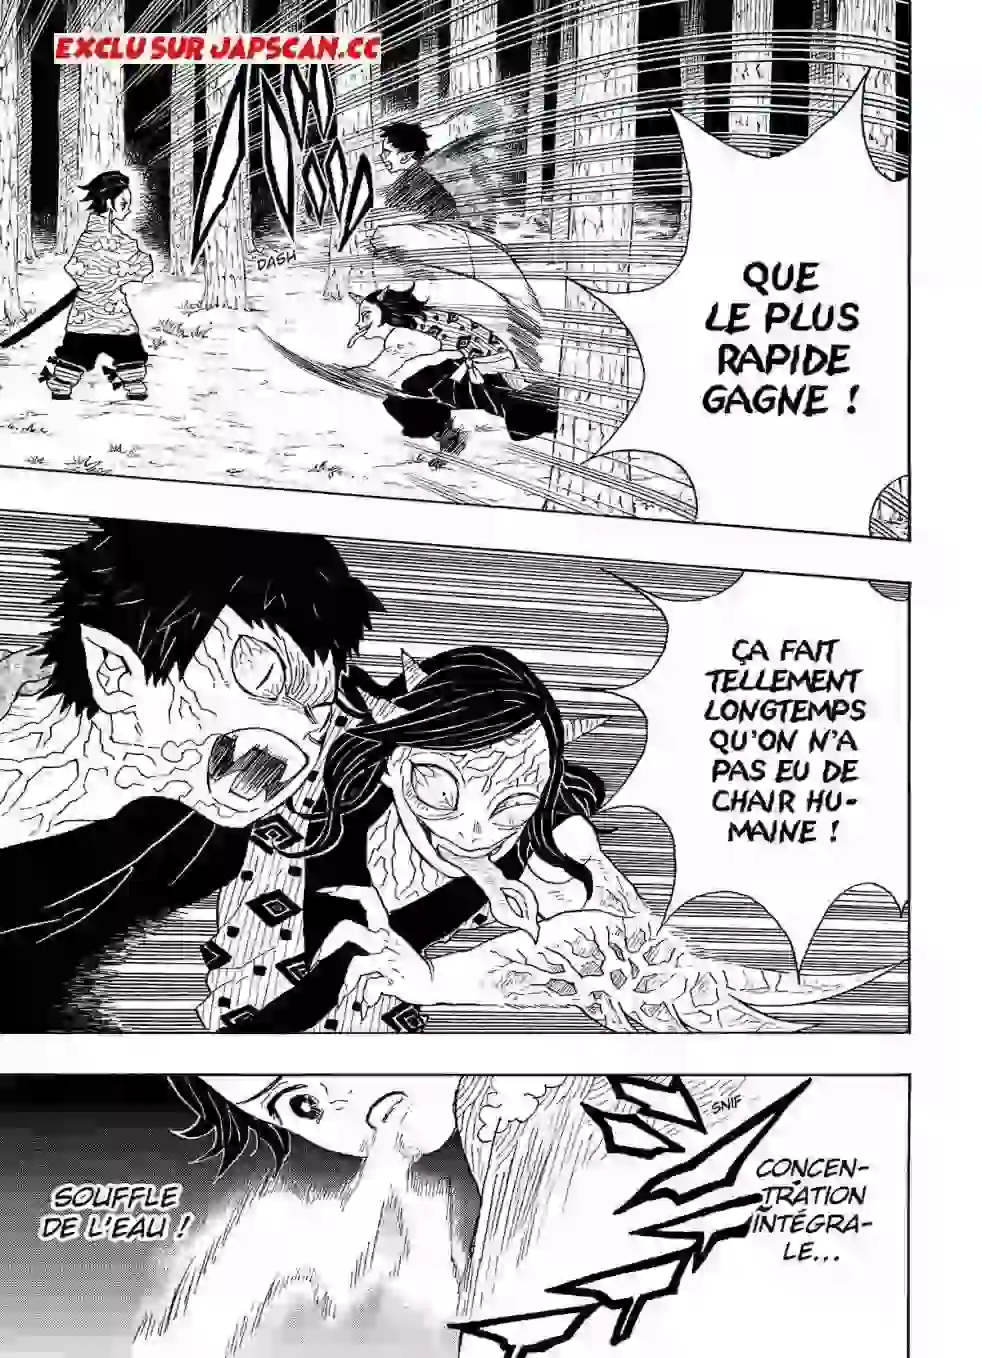 EXCLU SUR JAPSCAN.CC
QUE
LE PLUS
RAPIDE
GAGNE !
DASH
ÇA FAIT
TELLEMENT
LONGTEMPS
QU'ON N'A
PAS EU DE
CHAIR HU-
MAINE !
SNIF
CONCEN-
TRATION
INTÉGRA-
LE...
SOUFFLE
DE L'EAU !